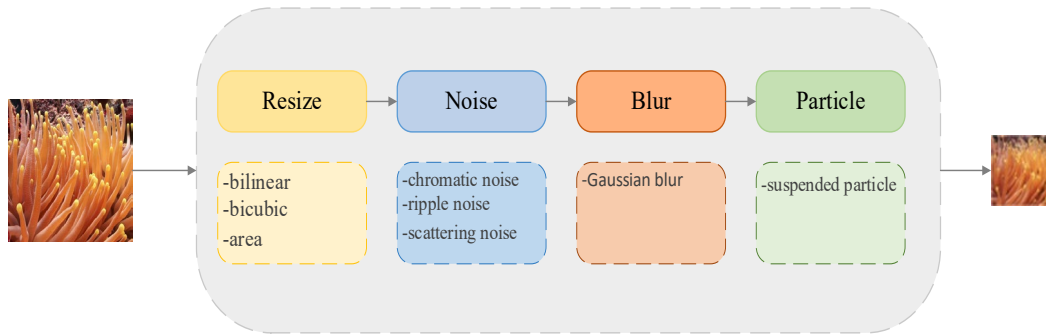 Resize
Noise
Blur
Particle
-bilinear
-bicubic
-area
-chromatic noise
-ripple noise
-scattering noise
-Gaussian blur
-suspended particle